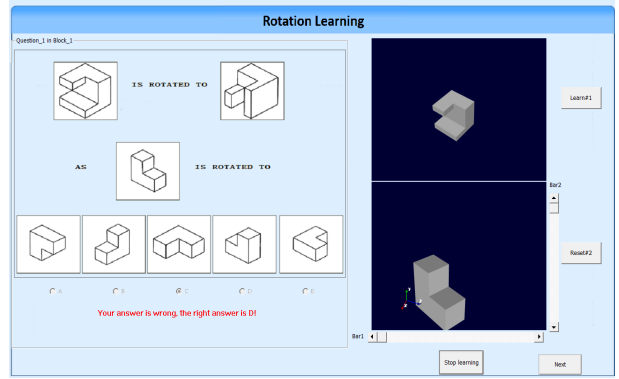 Rotation Learning
Question_1 in Block_1
IS ROTATED TO
AS
IS ROTATED TO
A
B
C
D
E
Your answer is wrong, the right answer is D!
Learn#1
Bar2
Reset#2
Bar1
Stop learning
Next